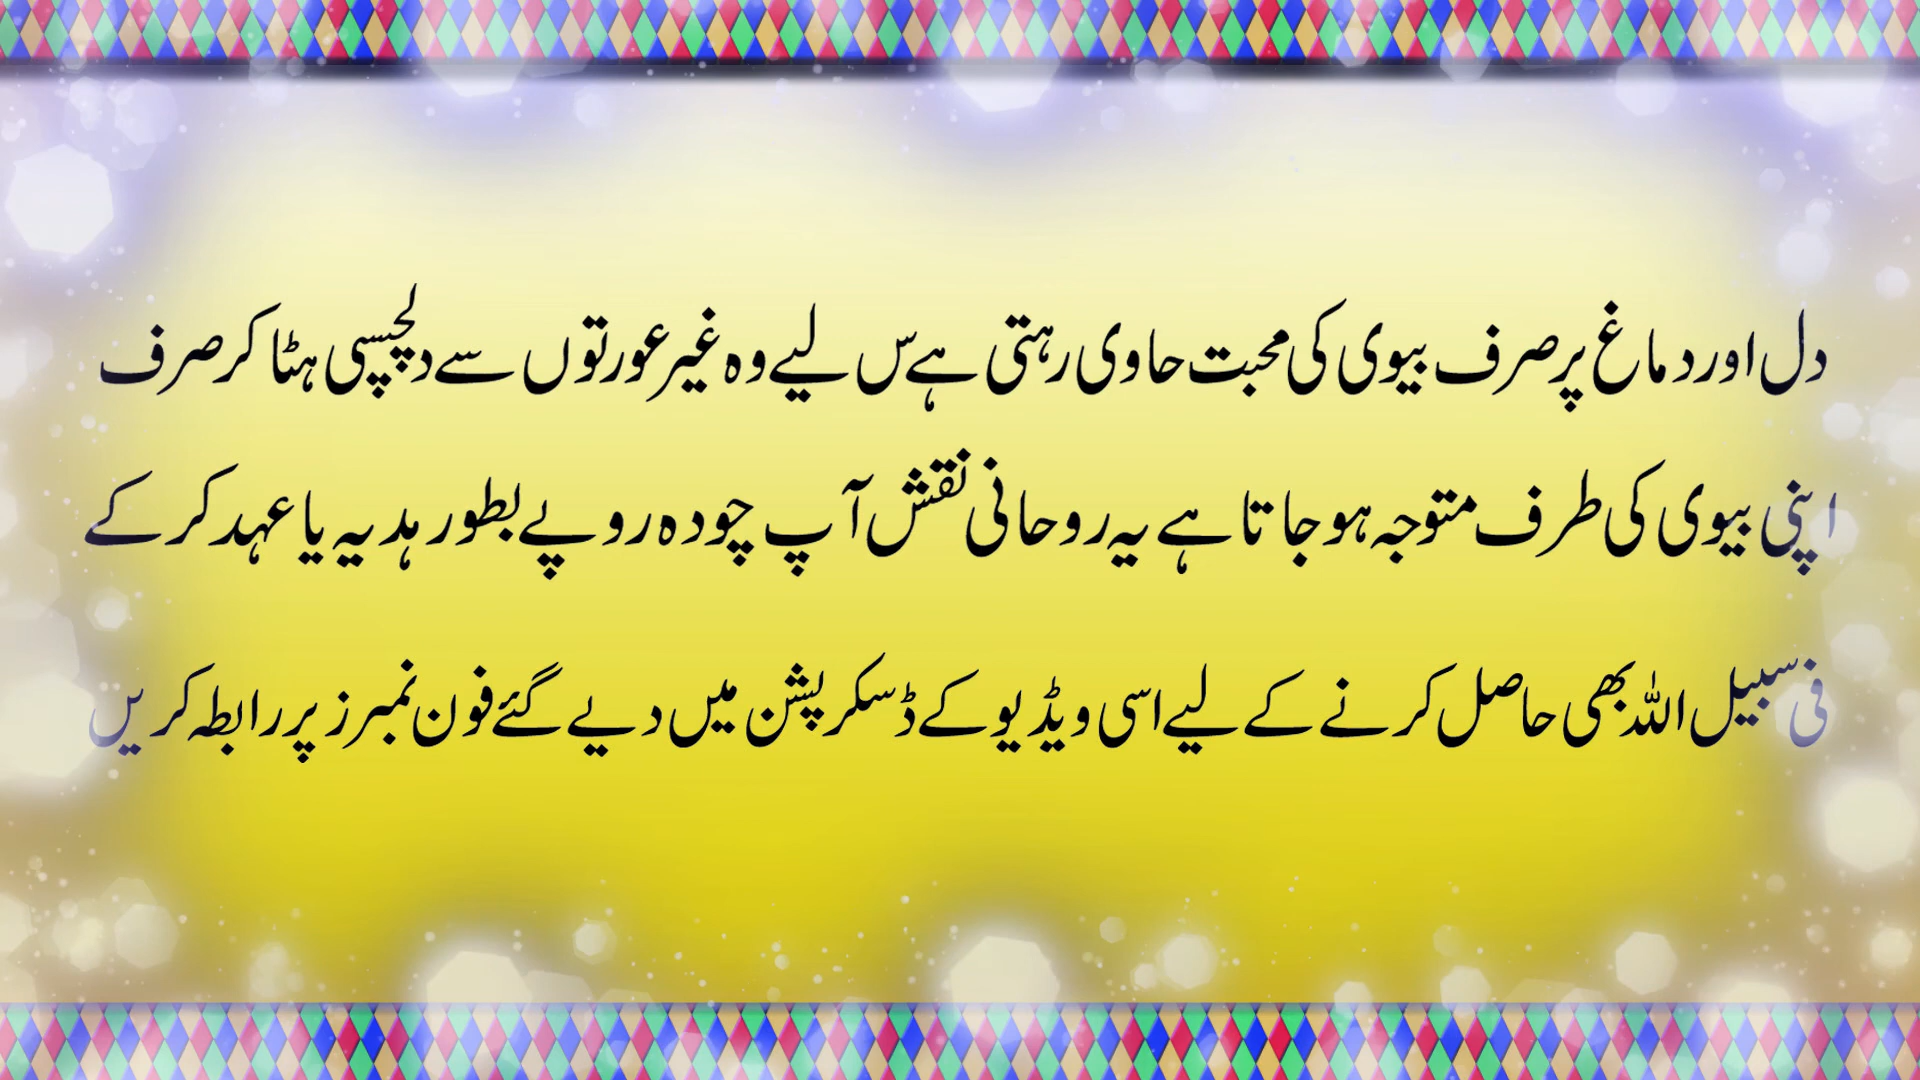 دل اور دماغ پر صرف بیوی کی محبت حاوی رہتی ہے س لیے وہ غیر عورتوں سے دلچسپی ہٹا کر صرف
اپنی بیوی کی طرف متوجہ ہو جاتا ہے یہ روحانی نقش آپ چودہ روپے بطور ہدیہ یا عہد کر کے
فی سبیل اللہ بھی حاصل کرنے کے لیے اسی ویڈیو کے ڈسکرپشن میں دیے گئے فون نمبرز پر رابطہ کریں